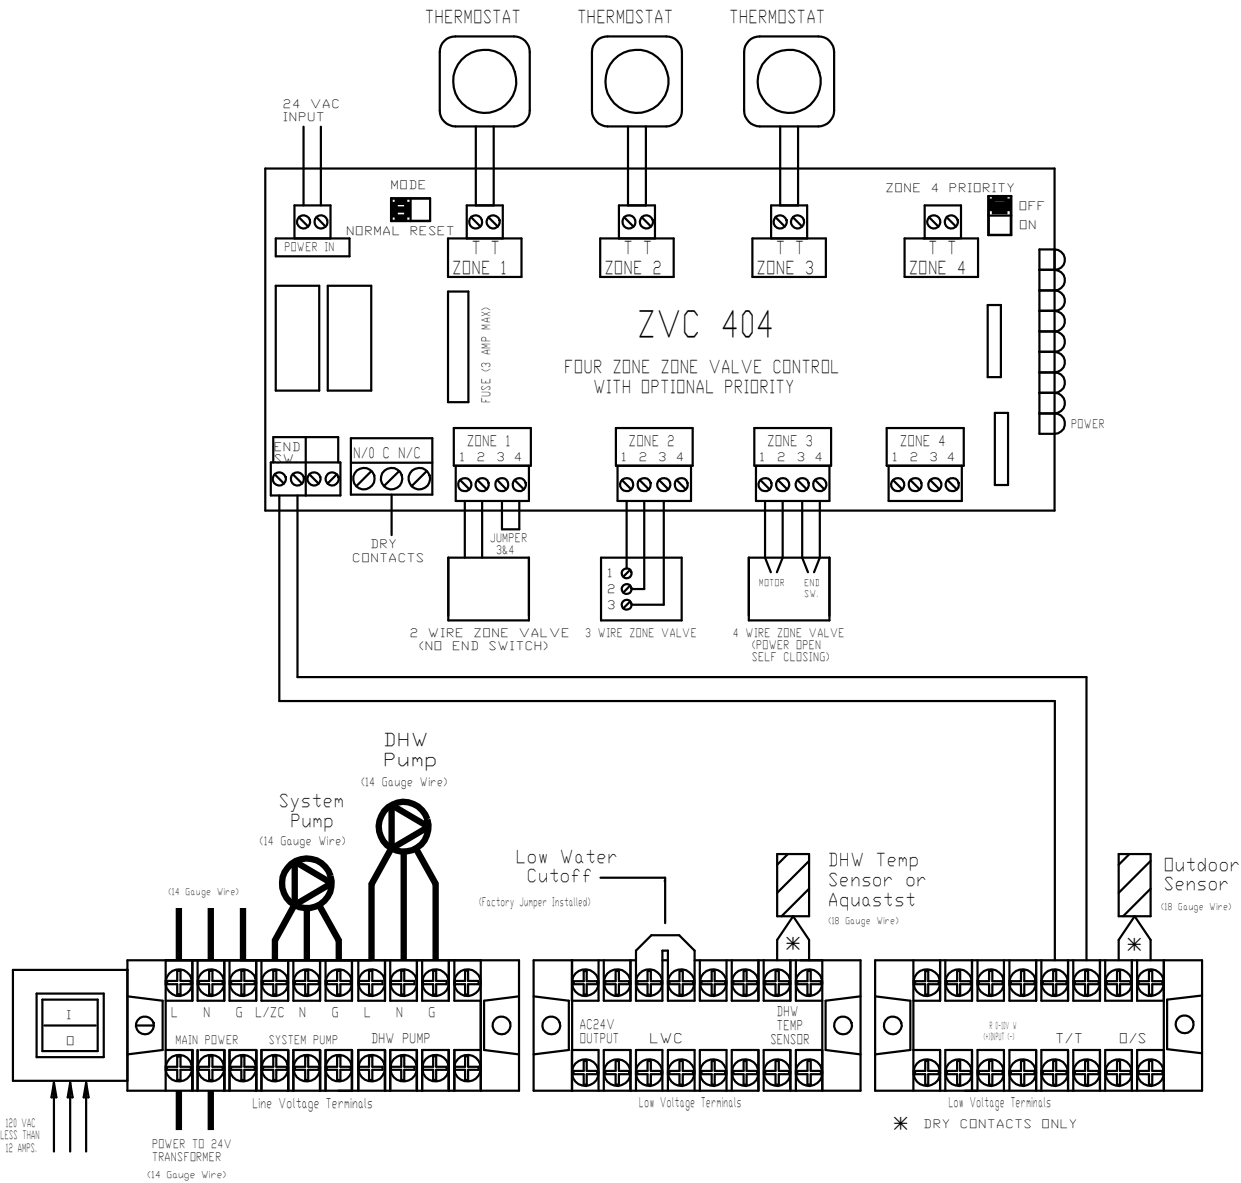 THERMOSTAT THERMOSTAT THERMOSTAT
24 VAC
INPUT
MODE
NORMAL RESET
ZONE 4 PRIORITY
OFF
ON
POWER IN
T T T T T T T T
ZONE 1 ZONE 2 ZONE 3 ZONE 4
FUSE (3 AMP MAX)
ZVC 404
FOUR ZONE ZONE VALVE CONTROL
WITH OPTIONAL PRIORITY
POWER
END
SW.
N/O C N/C
ZONE 1 ZONE 2 ZONE 3 ZONE 4
1 2 3 4 1 2 3 4 1 2 3 4 1 2 3 4
DRY
CONTACTS
JUMPER
3&4
1
2
3
MOTOR
END
SW.
2 WIRE ZONE VALVE
(NO END SWITCH)
3 WIRE ZONE VALVE
4 WIRE ZONE VALVE
(POWER OPEN
SELF CLOSING)
DHW
Pump
(14 Gauge Wire)
System
Pump
(14 Gauge Wire)
(14 Gauge Wire)
Low Water
Cutoff
(Factory Jumper Installed)
DHW Temp
Sensor or
Aquastst
(18 Gauge Wire)
Outdoor
Sensor
(18 Gauge Wire)
I
O
L N G L/ZC N G L N G
MAIN POWER SYSTEM PUMP DHW PUMP
AC24V
OUTPUT
LWC
DHW
TEMP
SENSOR
R 0-10V W
(+)INPUT (-)
T/T
O/S
Line Voltage Terminals
Low Voltage Terminals
Low Voltage Terminals
DRY CONTACTS ONLY
120 VAC
LESS THAN
12 AMPS.
POWER TO 24V
TRANSFORMER
(14 Gauge Wire)